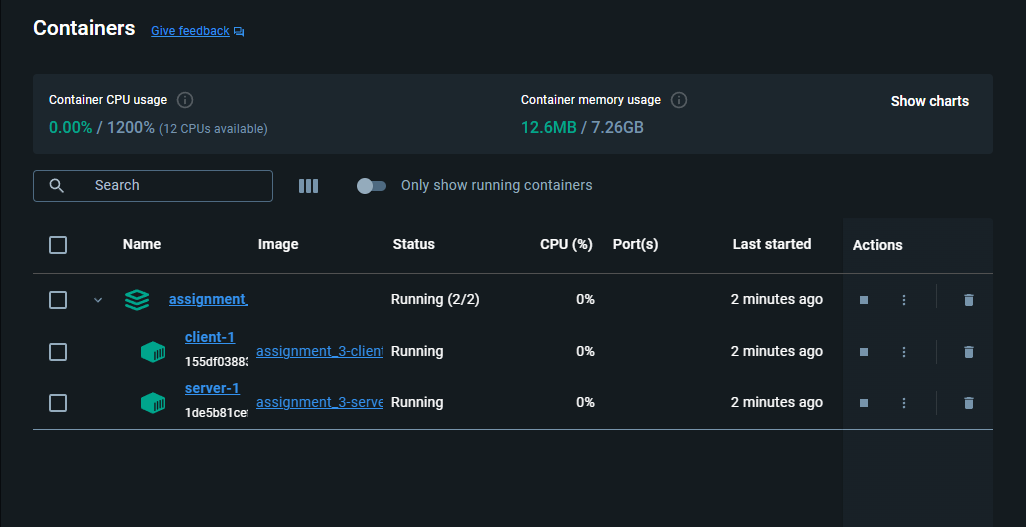 Containers Give feedback
Container CPU usage
0.00% / 1200% (12 CPUs available)
Container memory usage
12.6MB / 7.26GB
Show charts
Search
Only show running containers
Name Image Status CPU (%) Port(s) Last started Actions
assignment_ Running (2/2) 0% 2 minutes ago
client-1
155df0388
assignment_3-client Running 0% 2 minutes ago
server-1
1de5b81ce
assignment_3-serve Running 0% 2 minutes ago